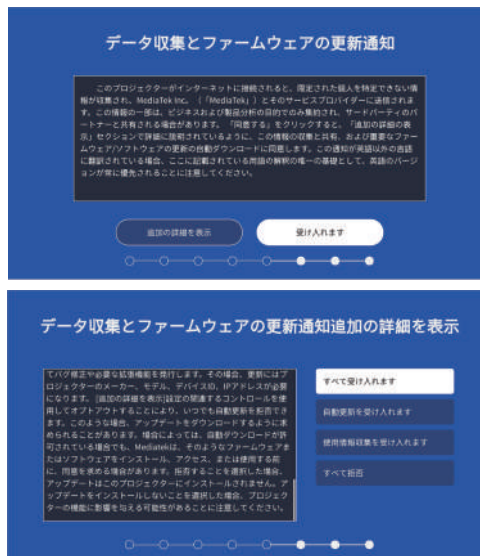 データ収集とファームウェアの更新通知
このプロジェクターがインターネットに接続されると、限定された個人を特定できない情
報が収集され、MediaTek Inc.（「MediaTek」）とそのサービスプロバイダーに送信されま
す。この情報の一部は、ビジネスおよび製品分析の目的でのみ集約され、サードパーティのパ
ートナーと共有される場合があります。「同意する」をクリックすると、「追加の詳細の表
示」セクションで詳細に説明されているように、この情報の収集と共有、および重要なファー
ムウェア/ソフトウェアの更新の自動ダウンロードに同意します。この通知が英語以外の言語
に翻訳されている場合、ここに記載されている用語の解釈の唯一の基礎として、英語のバージ
ョンが常に優先されることに注意してください。
追加の詳細を表示
受け入れます
データ収集とファームウェアの更新通知追加の詳細を表示
てバグ修正や必要な拡張機能を発行します。その場合、更新にはプ
ロジェクターのメーカー、モデル、デバイスID、IPアドレスが必要
になります。[追加の詳細を表示]設定の関連するコントロールを使
用してオプトアウトすることにより、いつでも自動更新を拒否でき
ます。このような場合、アップデートをダウンロードするように求
められることがあります。場合によっては、自動ダウンロードが許
可されている場合でも、Mediatekは、そのようなファームウェアま
たはソフトウェアをインストール、アクセス、または使用する前
に、同意を求める場合があります。拒否することを選択した場合、
アップデートはこのプロジェクターにインストールされません。ア
ップデートをインストールしないことを選択した場合、プロジェク
ターの機能に影響を与える可能性があることに注意してください。
すべて受け入れます
自動更新を受け入れます
使用情報収集を受け入れます
すべて拒否